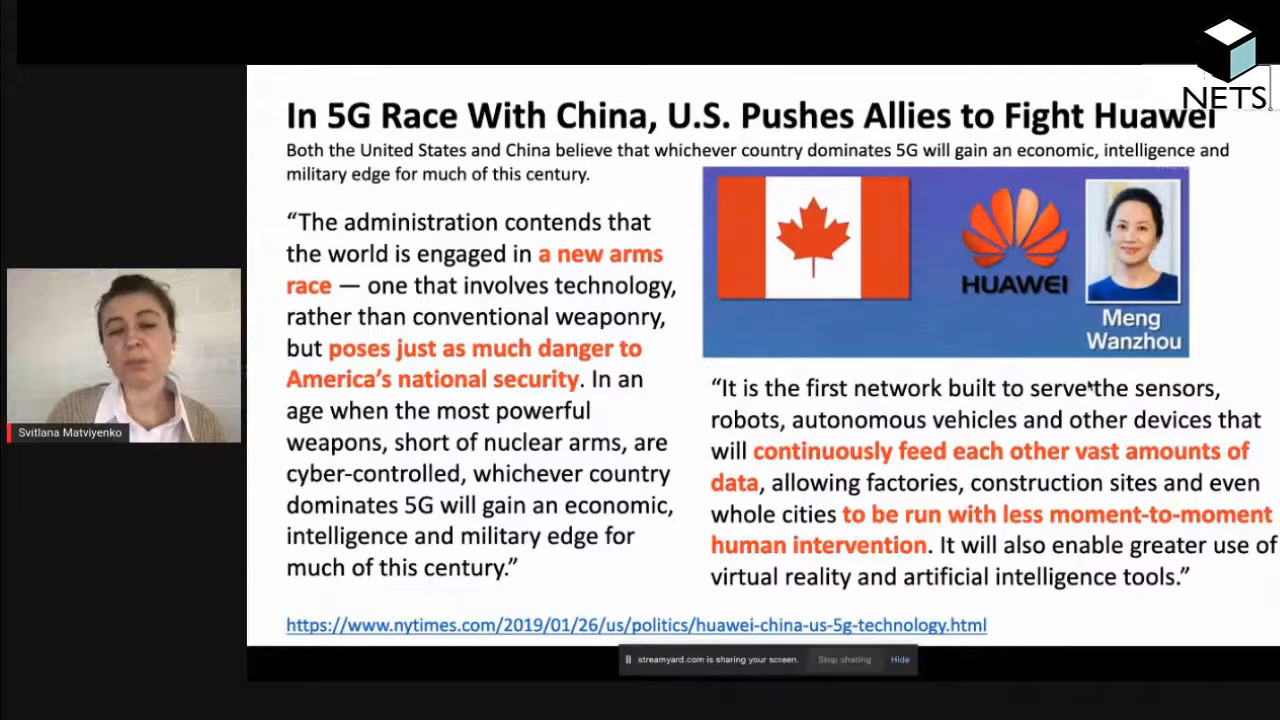 NETS
In 5G Race With China, U.S. Pushes Allies to Fight Huawei
Both the United States and China believe that whichever country dominates 5G will gain an economic, intelligence and
military edge for much of this century.
“The administration contends that
the world is engaged in a new arms
race — one that involves technology,
rather than conventional weaponry,
but poses just as much danger to
America’s national security. In an
age when the most powerful
weapons, short of nuclear arms, are
cyber-controlled, whichever country
dominates 5G will gain an economic,
intelligence and military edge for
much of this century.”
HUAWEI
Meng
Wanzhou
“It is the first network built to serve the sensors,
robots, autonomous vehicles and other devices that
will continuously feed each other vast amounts of
data, allowing factories, construction sites and even
whole cities to be run with less moment-to-moment
human intervention. It will also enable greater use of
virtual reality and artificial intelligence tools.”
https://www.nytimes.com/2019/01/26/us/politics/huawei-china-us-5g-technology.html
Svitlana Matviyenko
streamyard.com is sharing your screen.
Stop sharing
Hide